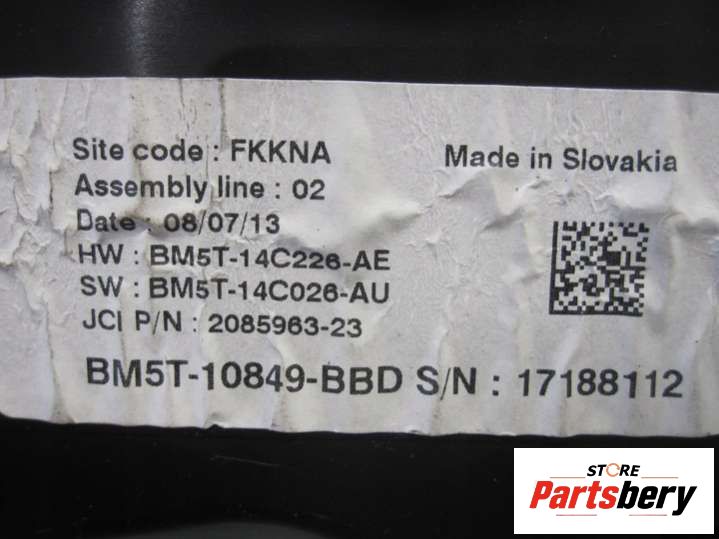 Site code : FKKNA
Made in Slovakia
Assembly line : 02
Date : 08/07/13
HW : BM5T-14C226-AE
SW : BM5T-14C026-AU
JCI P/N : 2085963-23
BM5T-10849-BBD S/N : 17188112
STORE
Partsbery